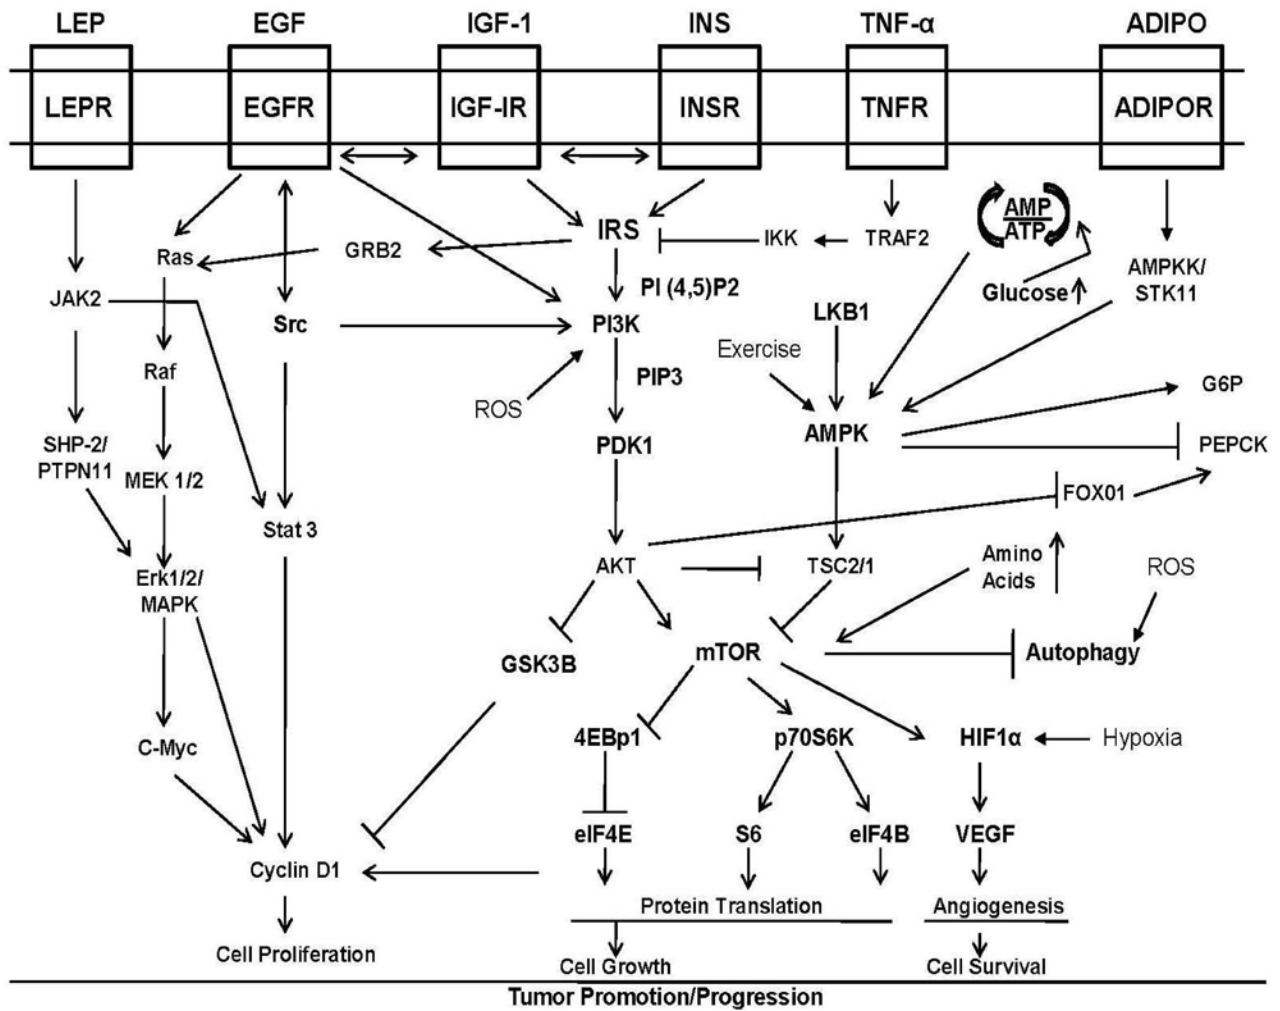 LEP EGF IGF-1 INS TNF-α ADIPO
LEPR EGFR IGF-IR INSR TNFR ADIPOR
AMP
ATP
IRS
IKK
TRAF2
GRB2
Ras
AMPKK/
STK11
PI (4,5)P2
Glucose
JAK2
LKB1
Src
PI3K
Exercise
Raf
PIP3
G6P
ROS
AMPK
PDK1
PEPCK
SHP-2/
PTPN11
MEK 1/2
FOX01
Stat 3
Amino
Acids
AKT
TSC2/1
ROS
Erk1/2/
MAPK
mTOR
Autophagy
GSK3B
C-Myc
4EBp1
p70S6K
HIF1α
Hypoxia
eIF4E
S6
eIF4B
VEGF
Cyclin D1
Protein Translation
Angiogenesis
Cell Proliferation
Cell Growth
Cell Survival
Tumor Promotion/Progression